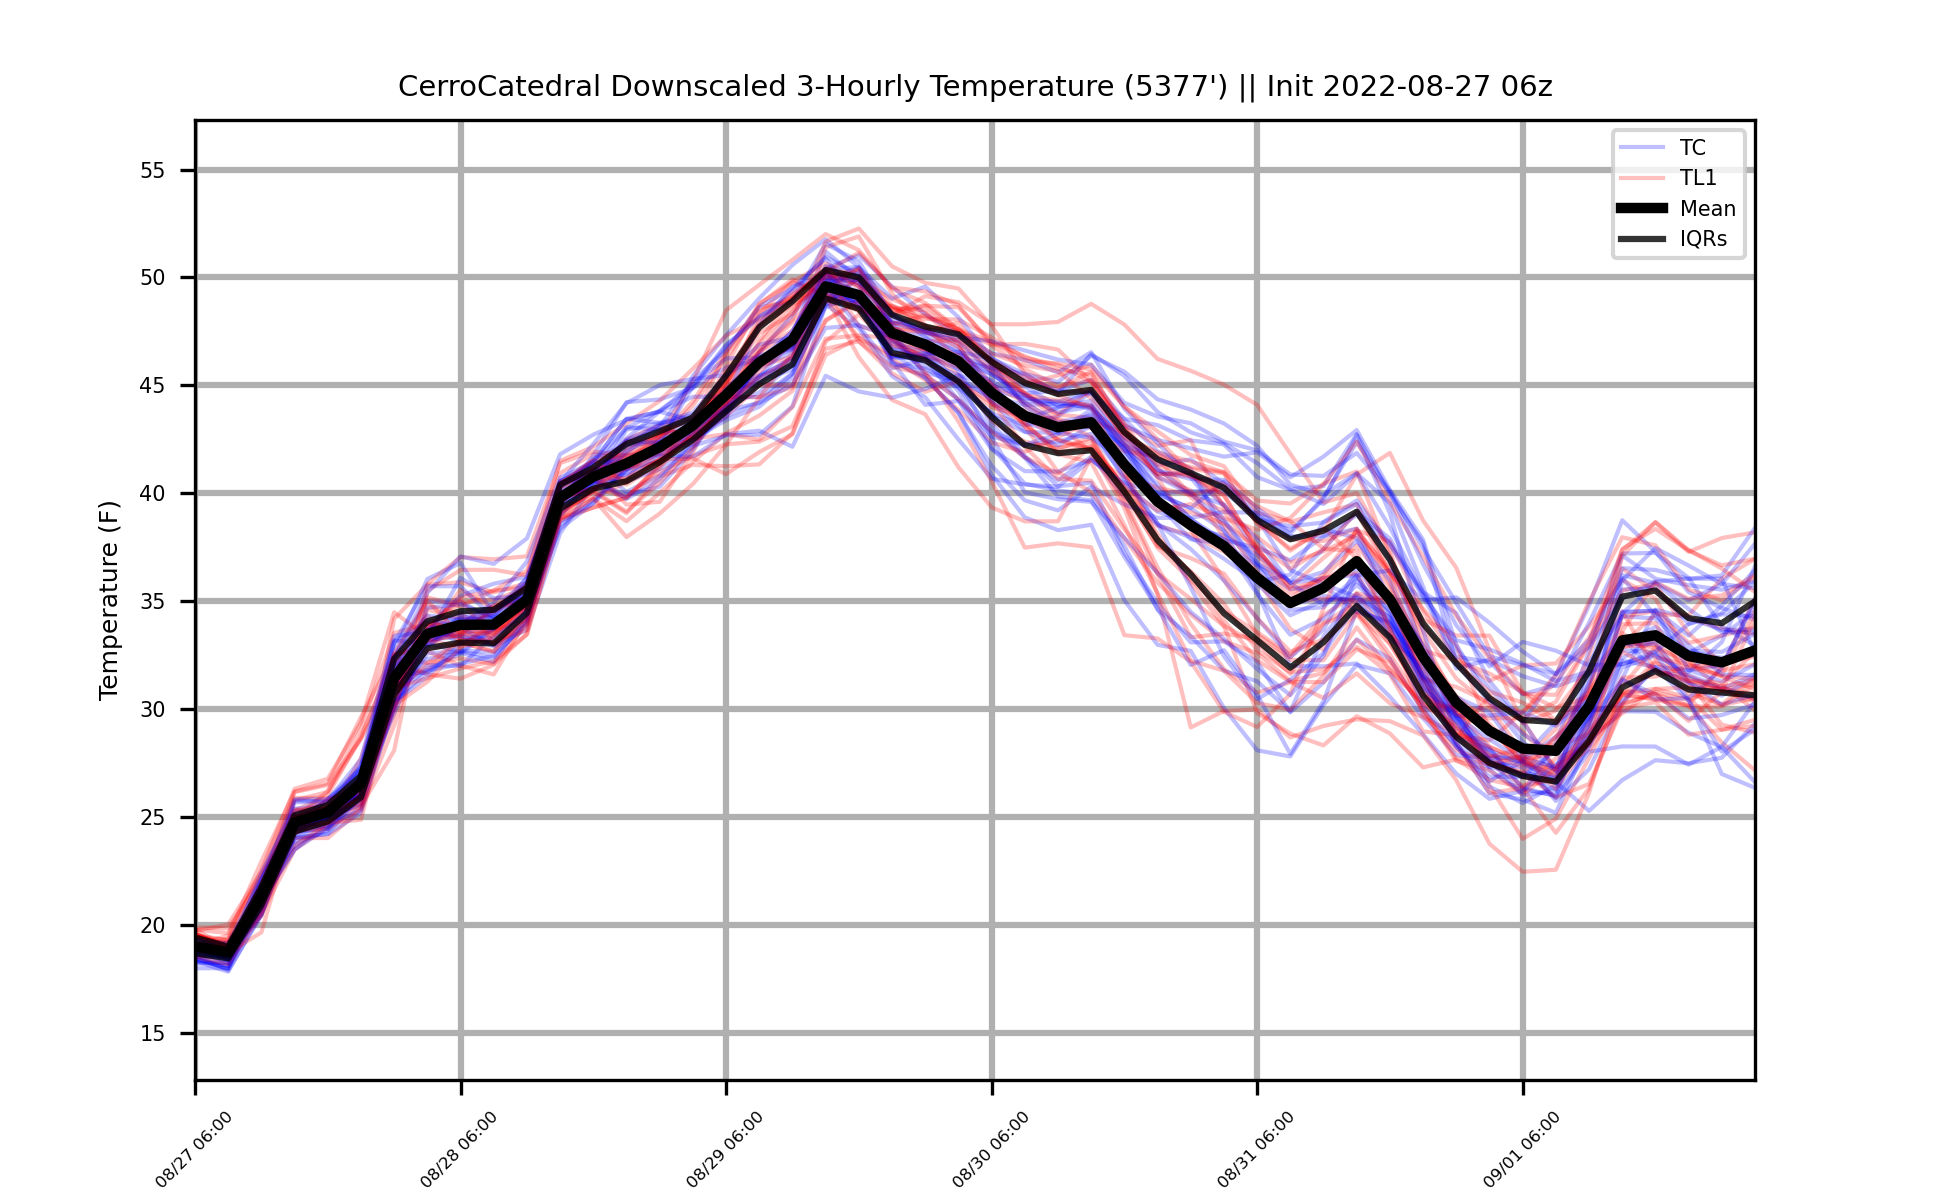 CerroCatedral Downscaled 3-Hourly Temperature (5377') || Init 2022-08-27 06z
TC
TL1
Mean
IQRs
Temperature (F)
55
50
45
40
35
30
25
20
15
08/27 06:00
08/28 06:00
08/29 06:00
08/30 06:00
08/31 06:00
09/01 06:00